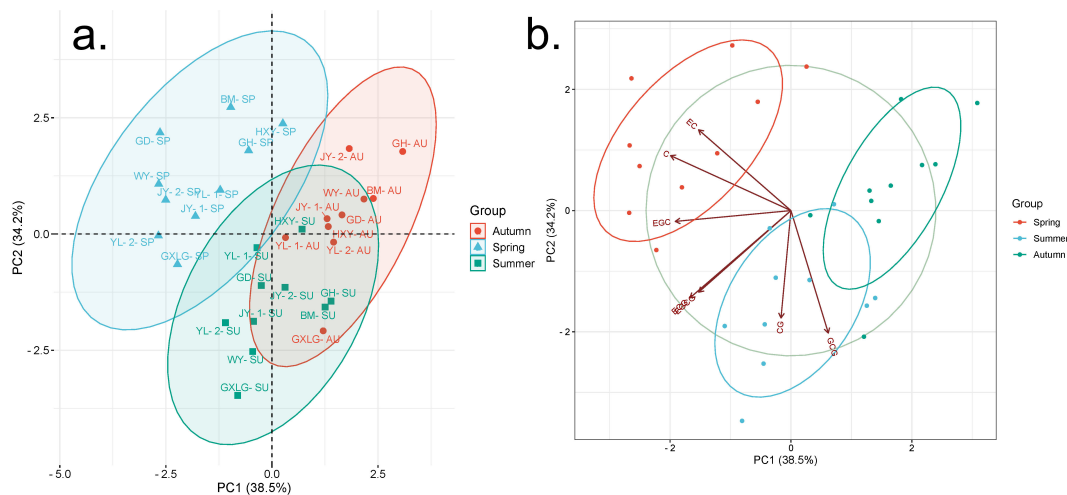 a.
BM- SP
GD- SP
HXY- SP
GH- SP
WY- SP
JY- 2- SP
YL- 1- SP
JY- 1- SP
YL- 2- SP
GXLG- SP
GH- AU
JY- 2- AU
WY- AU
BM- AU
JY- 1- AU
GD- AU
HXY- AU
YL- 1- AU
YL- 2- AU
GXLG- AU
HXY- SU
YL- 1- SU
GD- SU
JY- 2- SU
GH- SU
BM- SU
JY- 1- SU
YL- 2- SU
WY- SU
GXLG- SU
2.5
0.0
-2.5
PC2 (34.2%)
-5.0
-2.5
0.0
2.5
PC1 (38.5%)
Group
Autumn
Spring
Summer
b.
EC
C
EGC
CG
GCG
2
0
-2
PC2 (34.2%)
-2
0
2
PC1 (38.5%)
Group
Spring
Summer
Autumn